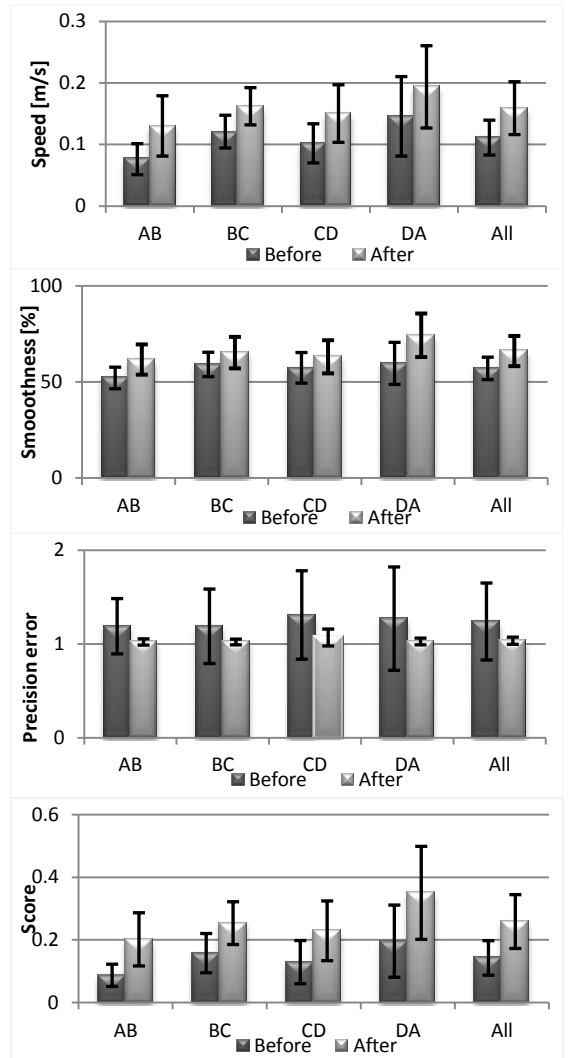 Speed [m/s]
0.3
0.2
0.1
0
AB BC CD DA All
Before After
Smooothness [%]
100
50
0
AB BC CD DA All
Before After
Precision error
2
1
0
AB BC CD DA All
Before After
Score
0.6
0.4
0.2
0
AB BC CD DA All
Before After